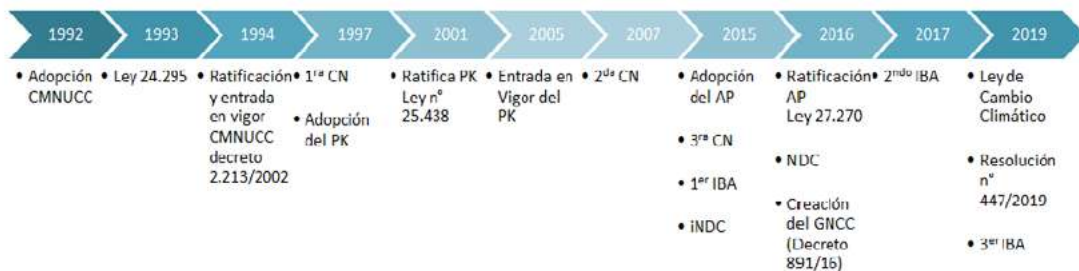 1992
1993
1994
1997
2001
2005
2007
2015
2016
2017
2019
• Adopción
CMNUCC
• Ley 24.295
• Ratificación
y entrada
en vigor
CMNUCC
decreto
2.213/2002
• 1ra CN
• Adopción
del PK
• Ratifica PK
Ley n°
25.438
• Entrada en
Vigor del
PK
• 2da CN
• Adopción
del AP
• 3ra CN
• 1er IBA
• iNDC
• Ratificación
AP
Ley 27.270
• NDC
• Creación
del GNCC
(Decreto
891/16)
• 2ndo IBA
• Ley de
Cambio
Climático
• Resolución
n°
447/2019
• 3er IBA